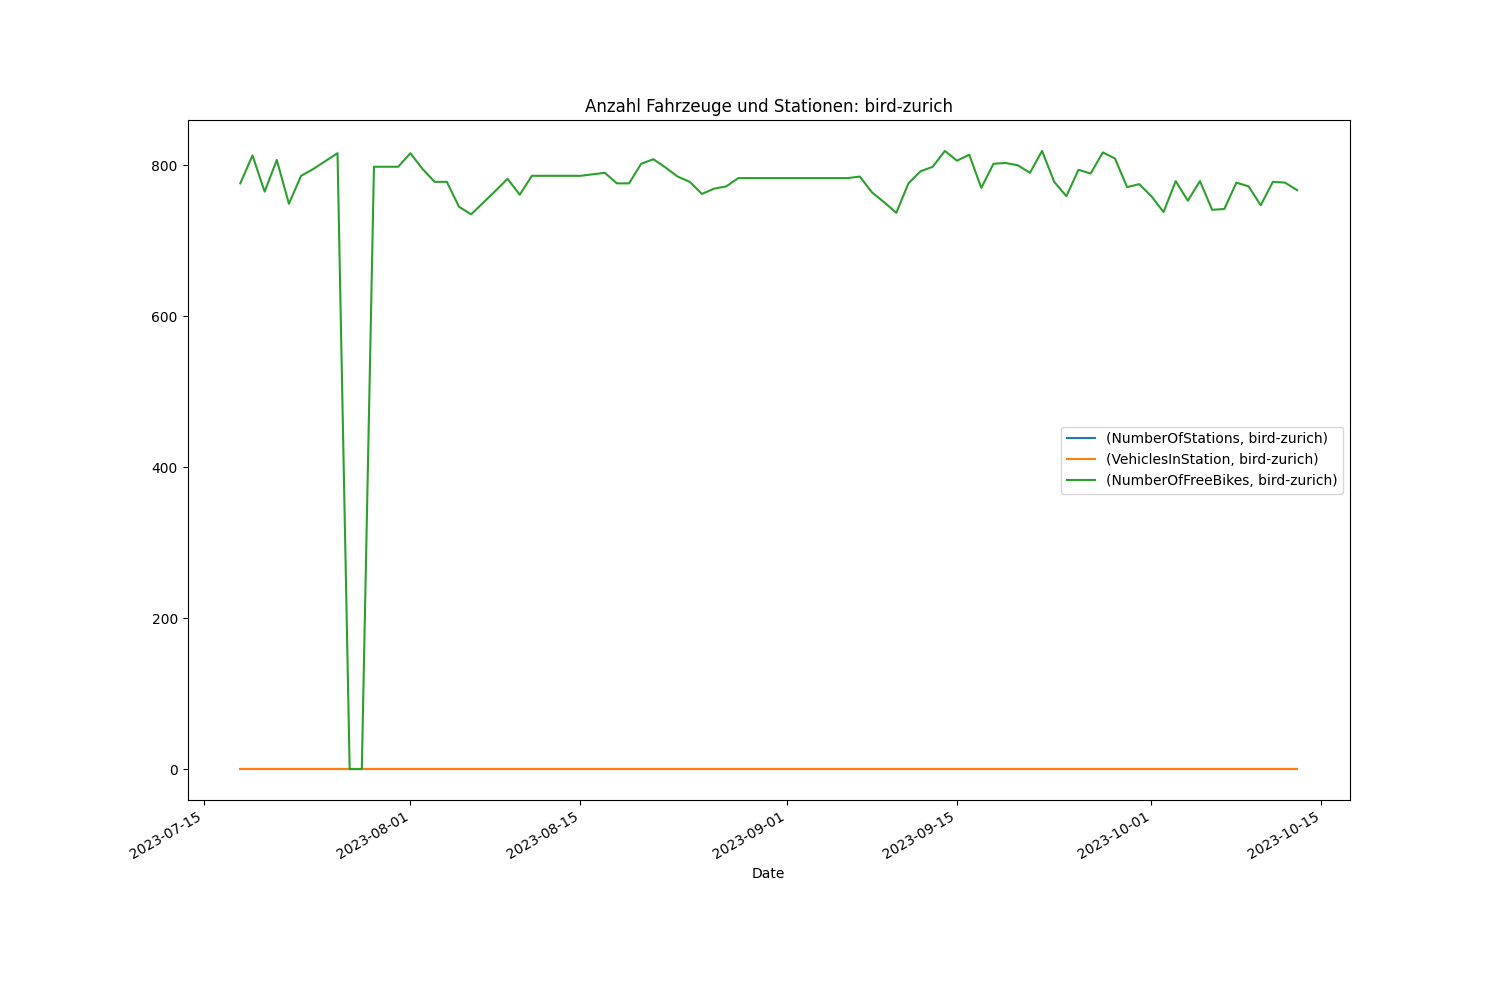 Anzahl Fahrzeuge und Stationen: bird-zurich
800
600
400
200
0
(NumberOfStations, bird-zurich)
(VehiclesInStation, bird-zurich)
(NumberOfFreeBikes, bird-zurich)
2023-07-15
2023-08-01
2023-08-15
2023-09-01
2023-09-15
2023-10-01
2023-10-15
Date